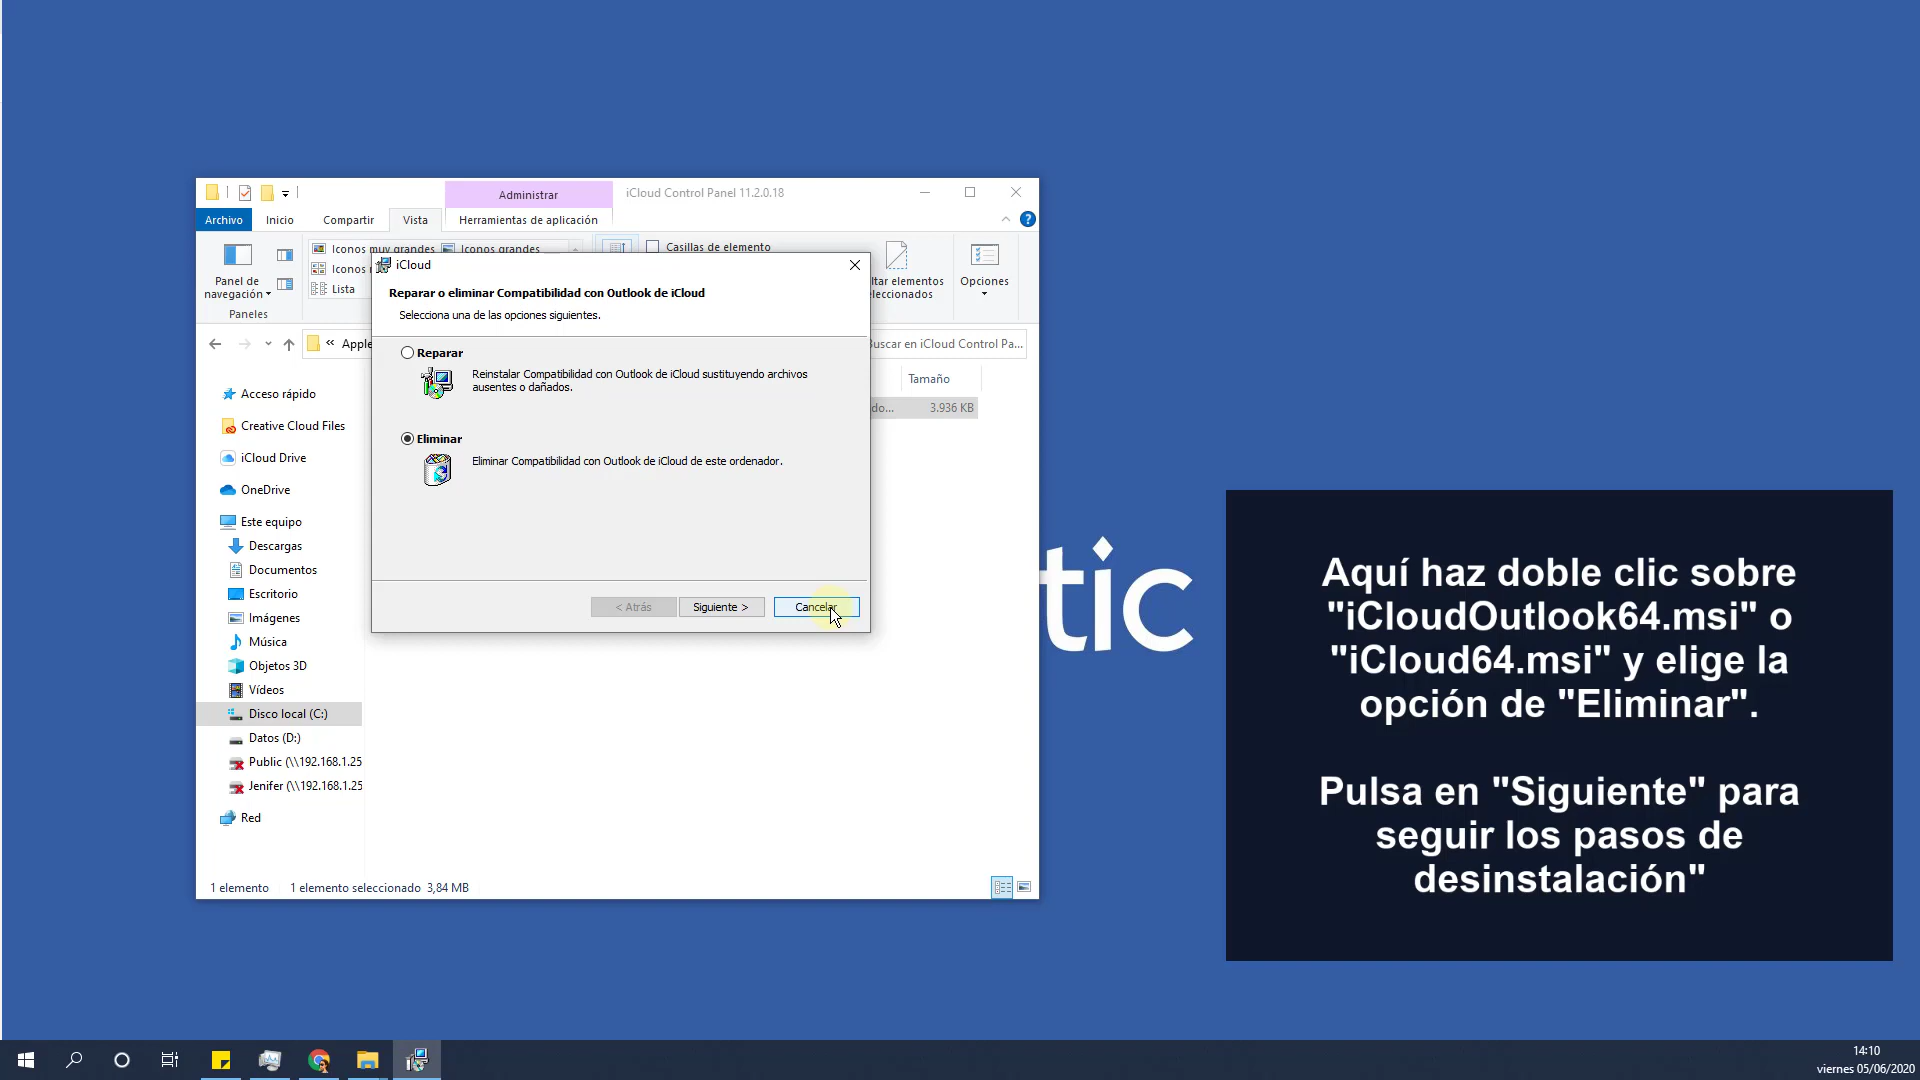 Administrar
iCloud Control Panel 11.2.0.18
Archivo
Inicio
Compartir
Vista
Herramientas de aplicación
Panel de
navegación
Paneles
Iconos muy grandes
Iconos grandes
Iconos
Lista
Casillas de elemento
elementos
Opciones
« Apple
en iCloud Control Pa...
Acceso rápido
Creative Cloud Files
iCloud Drive
OneDrive
Este equipo
Descargas
Documentos
Escritorio
Imágenes
Música
Objetos 3D
Vídeos
Disco local (C:)
Datos (D:)
Public (\\192.168.1.25
Jenifer (\\192.168.1.25
Red
Tamaño
3.936 KB
iCloud
Reparar o eliminar Compatibilidad con Outlook de iCloud
Selecciona una de las opciones siguientes.
Reparar
Reinstalar Compatibilidad con Outlook de iCloud sustituyendo archivos
ausentes o dañados.
Eliminar
Eliminar Compatibilidad con Outlook de iCloud de este ordenador.
< Atrás
Siguiente >
Cancelar
1 elemento
1 elemento seleccionado 3,84 MB
tic
Aquí haz doble clic sobre
"iCloudOutlook64.msi" o
"iCloud64.msi" y elige la
opción de "Eliminar".
Pulsa en "Siguiente" para
seguir los pasos de
desinstalación"
14:10
viernes 05/06/2020